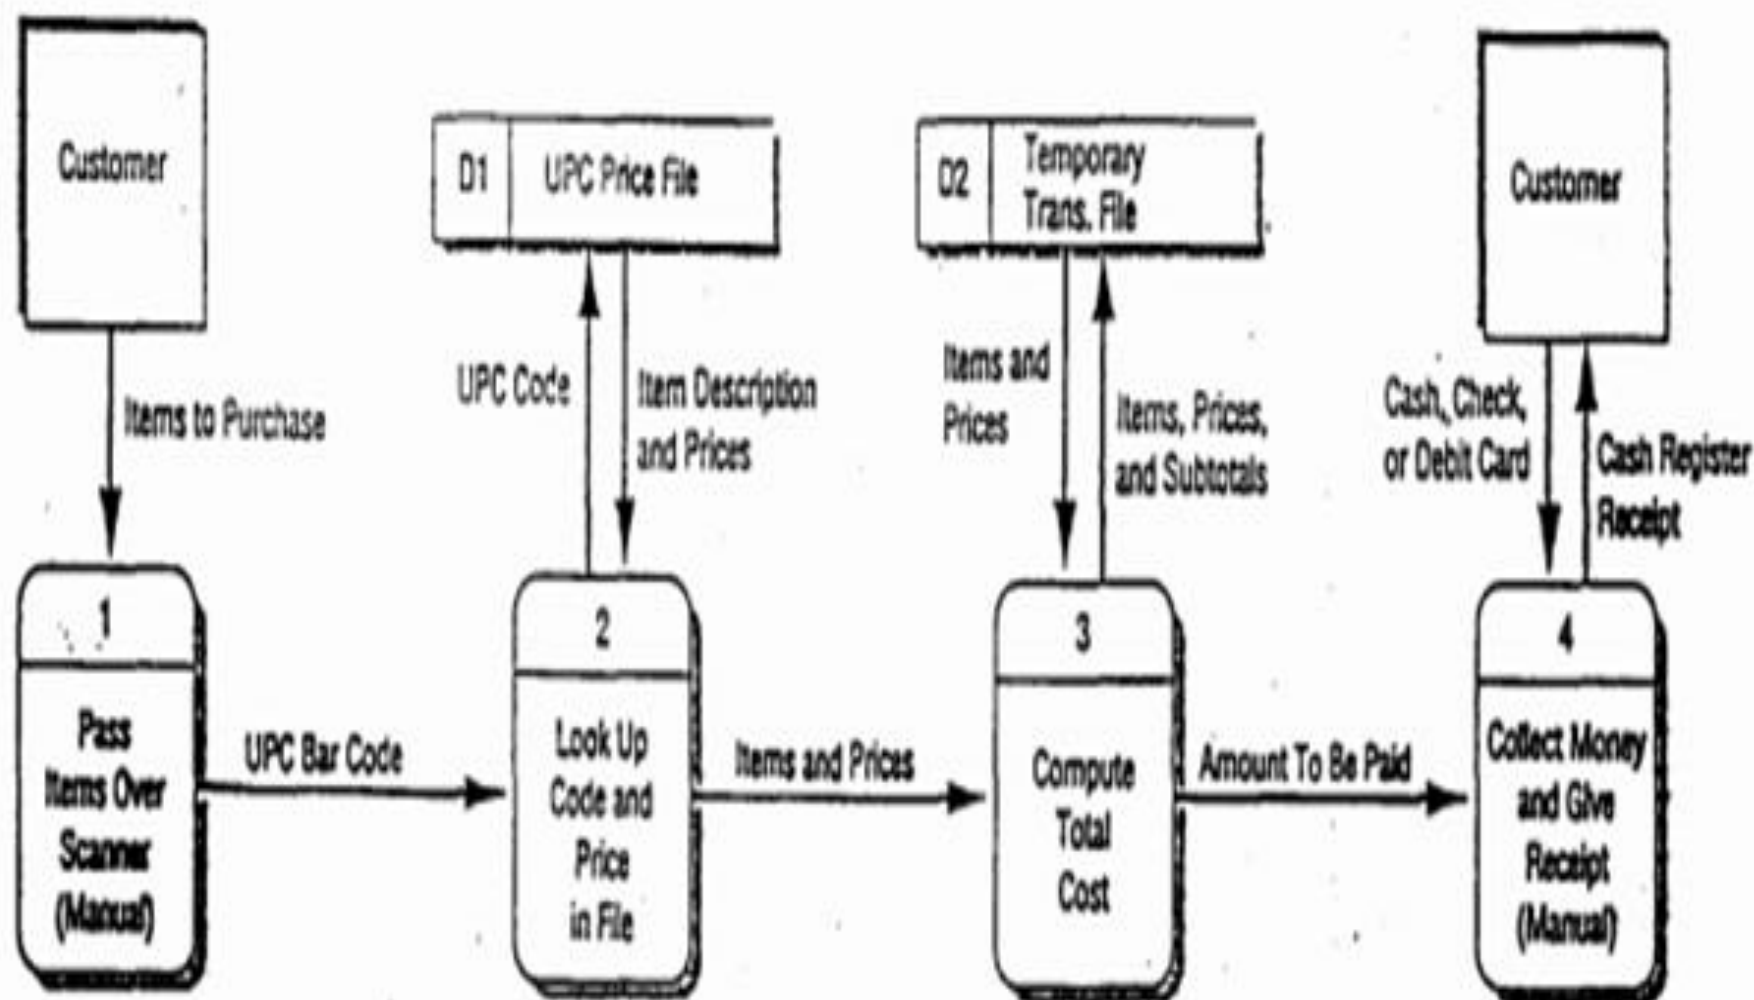 Customer
D1
UPC Price File
D2
Temporary
Trans. File
Customer
Items to Purchase
UPC Code
Item Description
and Prices
Items and
Prices
Items, Prices,
and Subtotals
Cash, Check,
or Debit Card
Cash Register
Receipt
1
Pass
Items Over
Scanner
(Manual)
UPC Bar Code
2
Look Up
Code and
Price
in File
Items and Prices
3
Compute
Total
Cost
Amount To Be Paid
4
Collect Money
and Give
Receipt
(Manual)